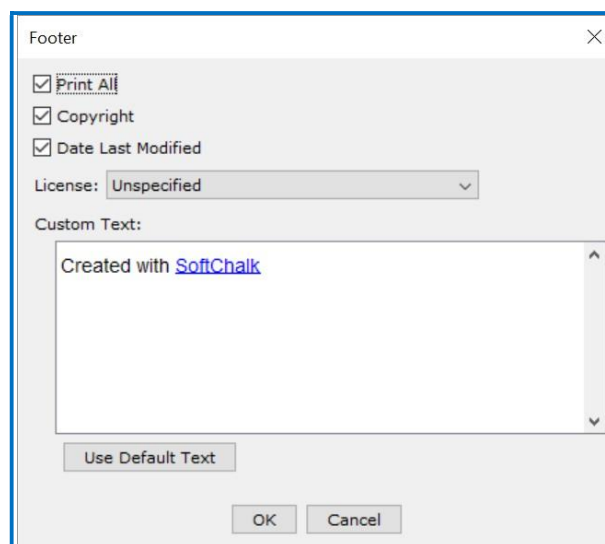 Footer
Print All
Copyright
Date Last Modified
License: Unspecified
Custom Text:
Created with SoftChalk
Use Default Text
OK Cancel